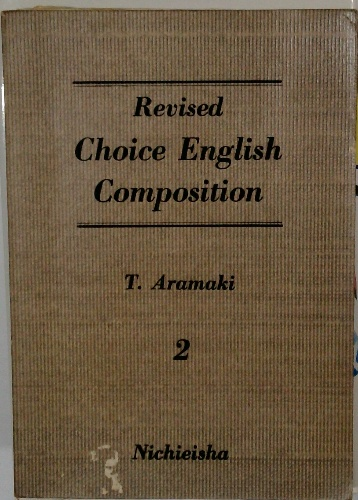 Revised
Choice English
Composition
T. Aramaki
2
Nichieisha